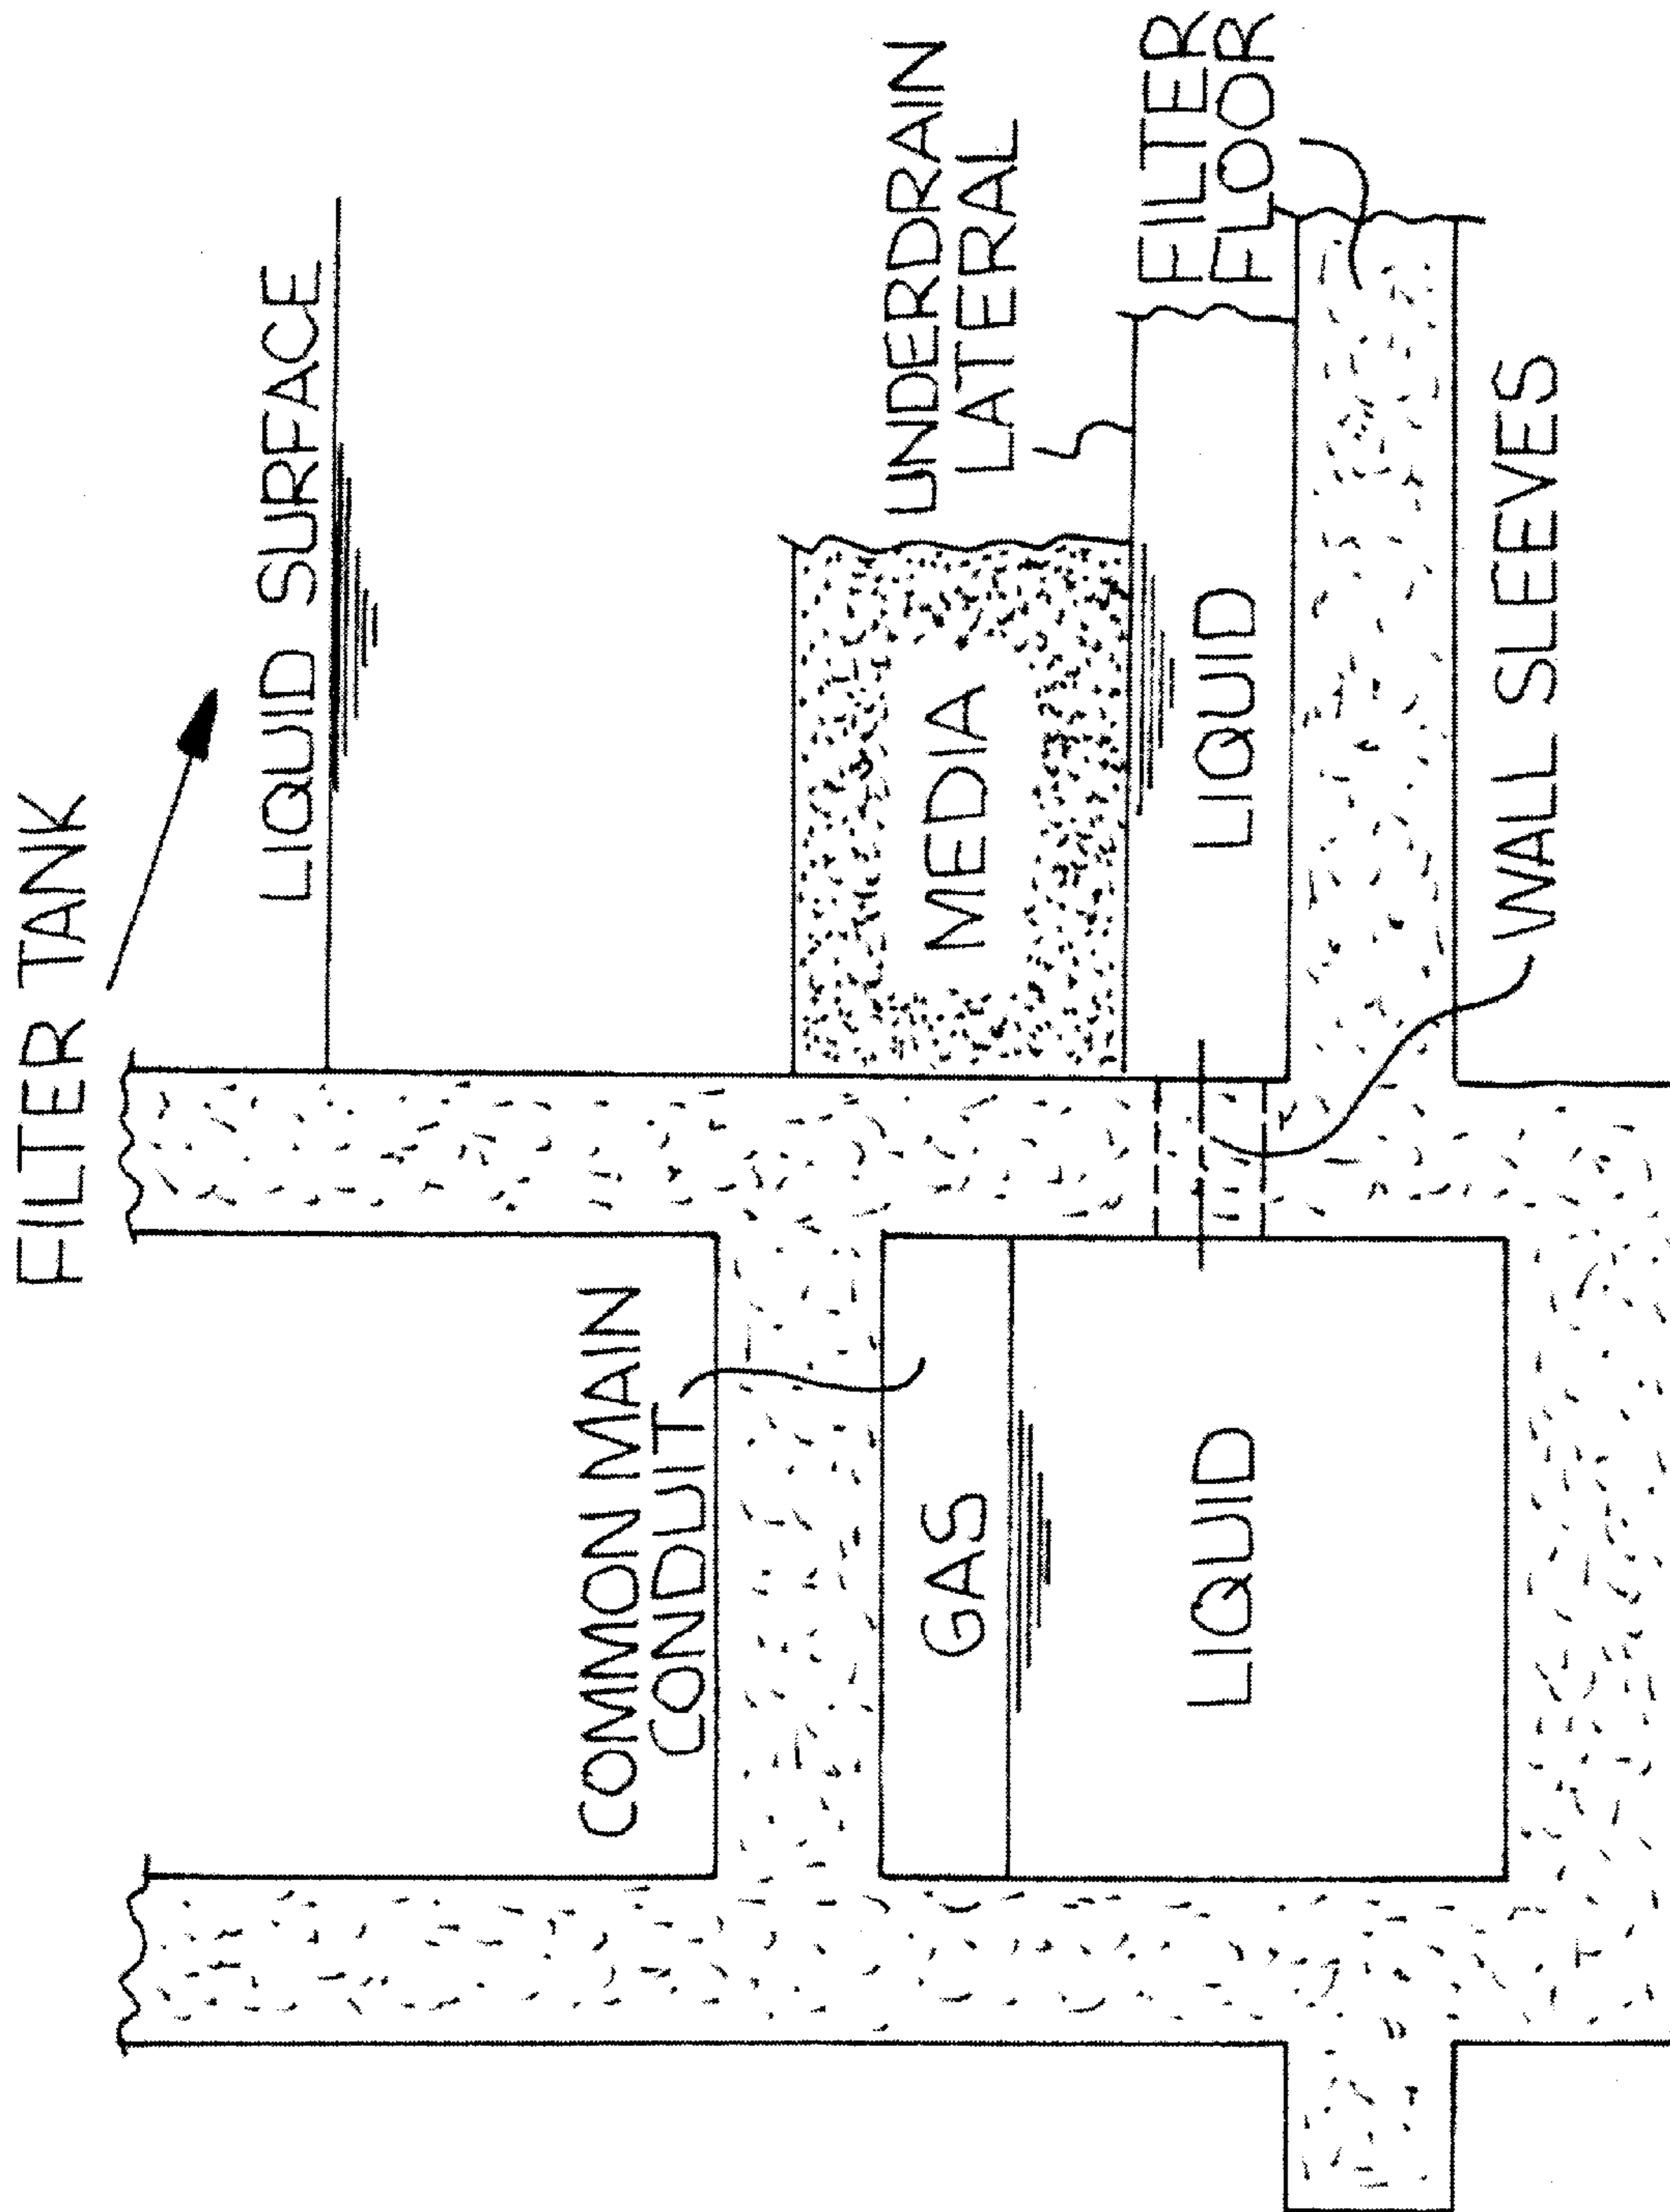 FILTER TANK
LIQUID SURFACE
COMMON MAIN
CONDUIT
GAS
LIQUID
MEDIA
UNDERDRAIN
LATERAL
LIQUID
FILTER
FLOOR
WALL SLEEVES